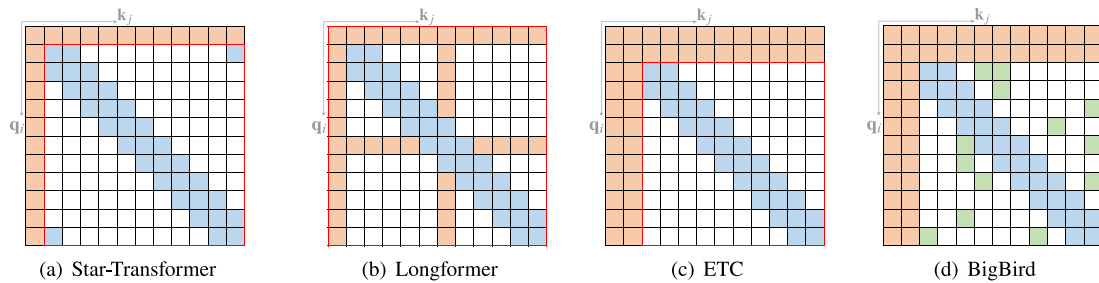 k_j k_j k_j k_j
q_i q_i q_i q_i
(a) Star-Transformer (b) Longformer (c) ETC (d) BigBird